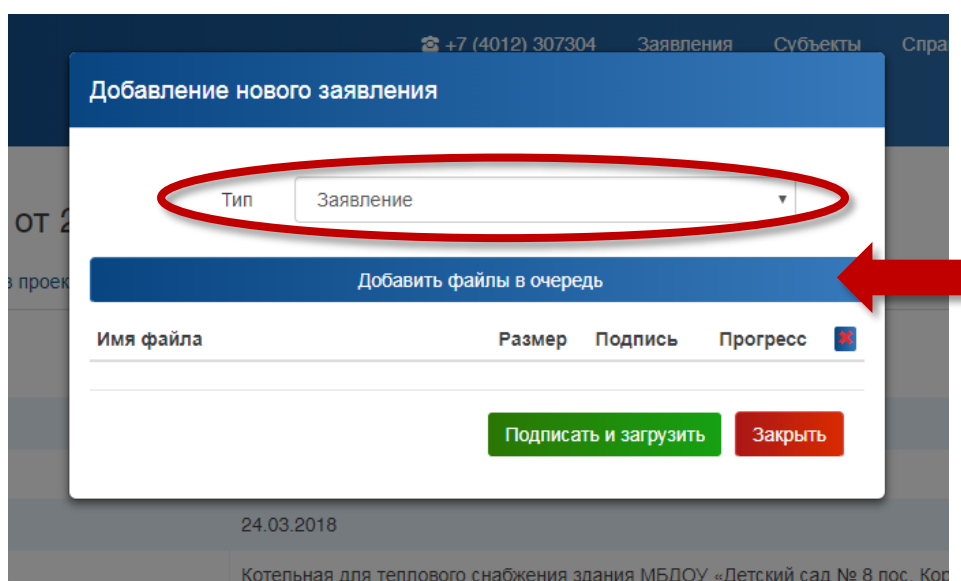 ☎ +7 (4012) 307304 Заявления Субъекты Спра
Добавление нового заявления
Тип Заявление
от 2
Добавить файлы в очередь
в проек
Имя файла Размер Подпись Прогресс
Подписать и загрузить Закрыть
24.03.2018
Котельная для теплового снабжения здания МБДОУ «Детский сад № 8 пос. Кор